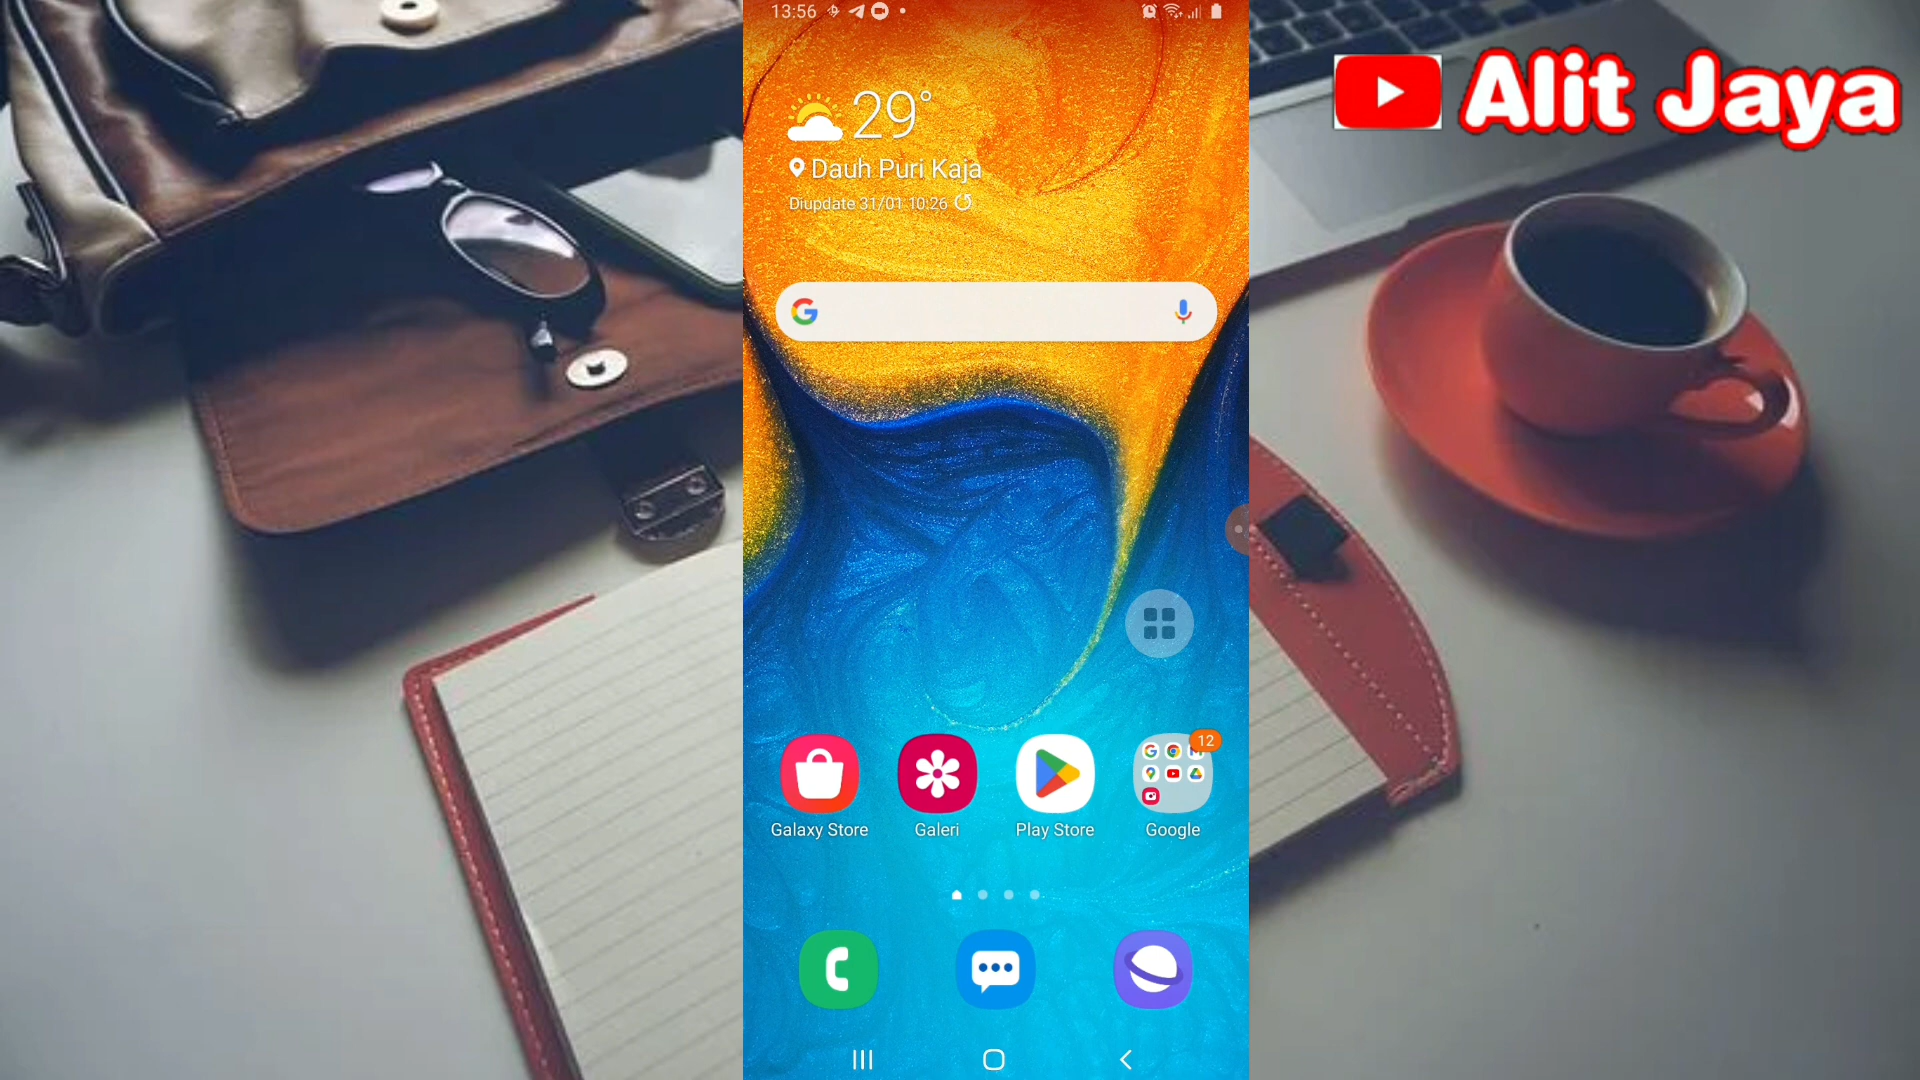 13:56
Alit Jaya
29°
Dauh Puri Kaja
Diupdate 31/01 10:26
12
Galaxy Store
Galeri
Play Store
Google